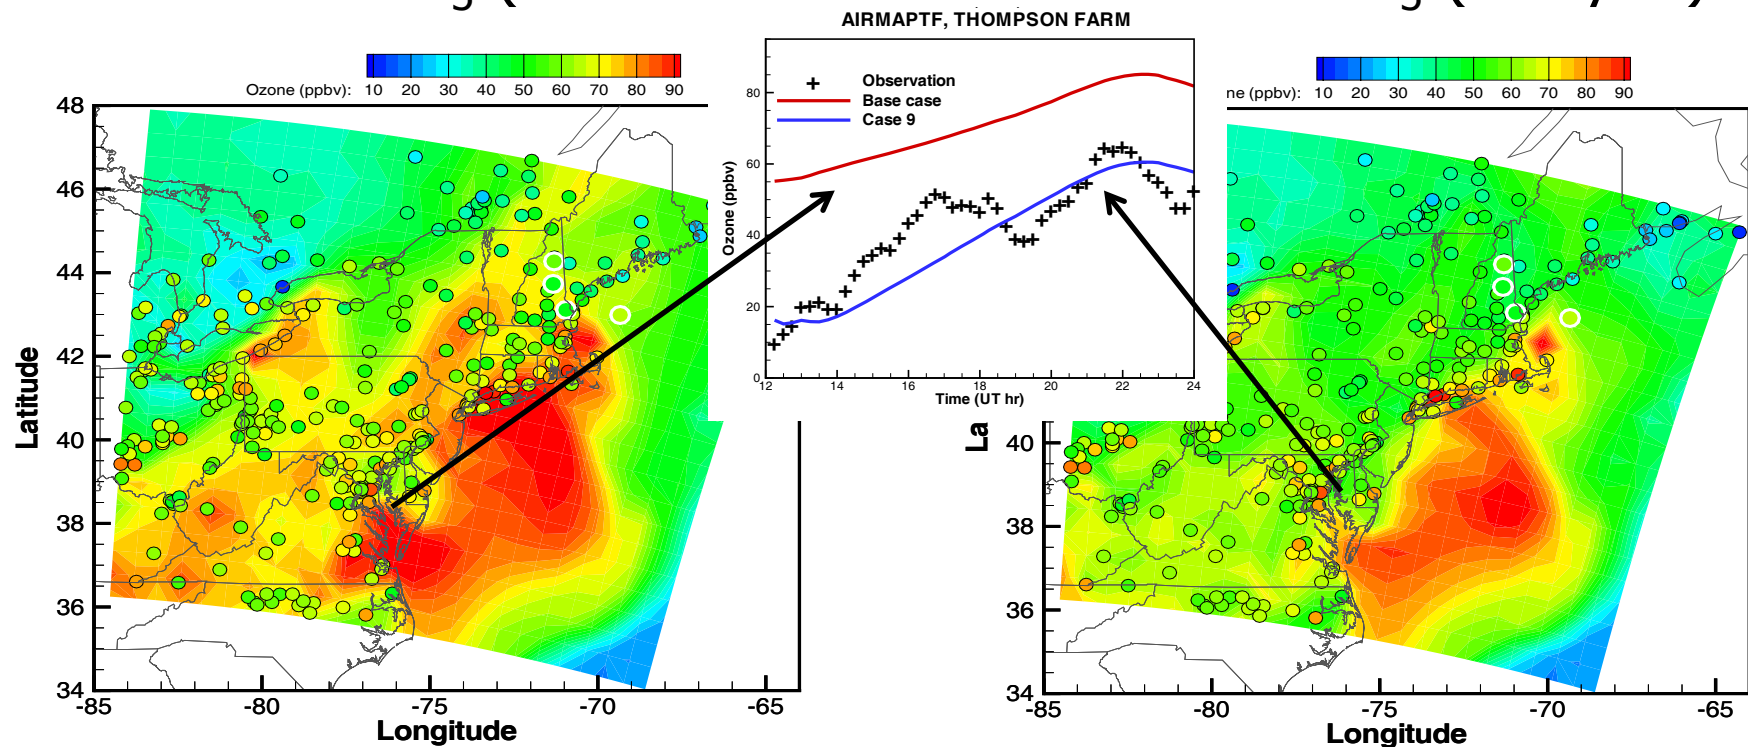 3 (
3 (
AIRMAPTF, THOMPSON FARM
Ozone (ppbv): 10 20 30 40 50 60 70 80 90
Observation
Base case
Case 9
Ozone (ppbv)
80
60
40
20
0
12 14 16 18 20 22 24
Time (UT hr)
ne (ppbv): 10 20 30 40 50 60 70 80 90
Latitude
48
46
44
42
40
38
36
34
-85 -80 -75 -70 -65
Longitude
La
40
38
36
34
-85 -80 -75 -70 -65
Longitude